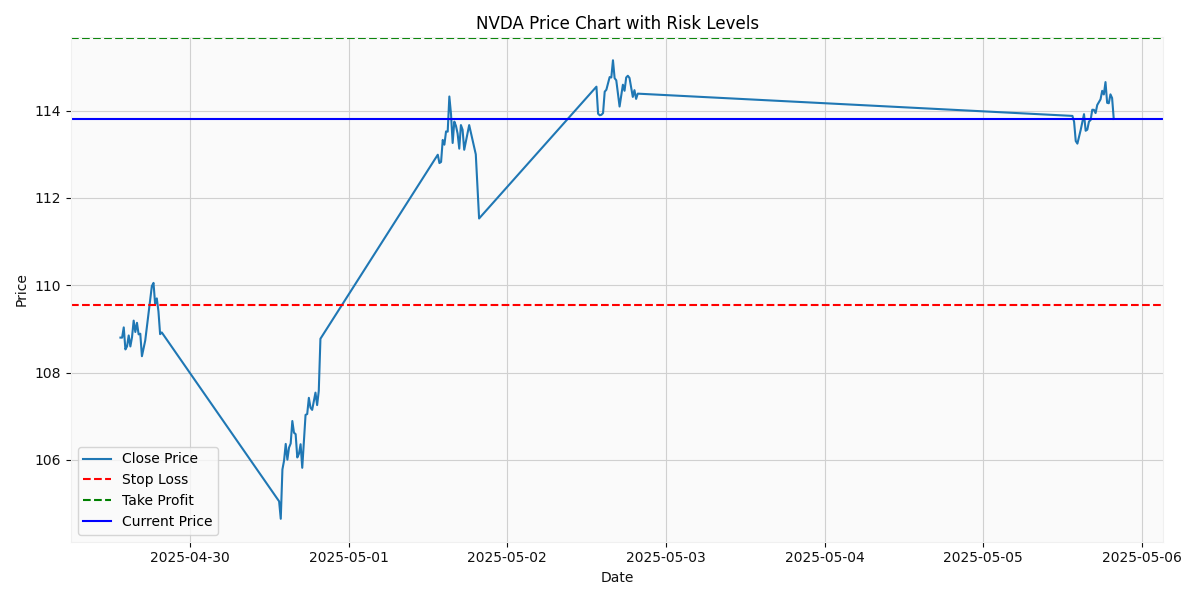 NVDA Price Chart with Risk Levels
114
112
110
108
106
Price
Close Price
Stop Loss
Take Profit
Current Price
2025-04-30
2025-05-01
2025-05-02
2025-05-03
2025-05-04
2025-05-05
2025-05-06
Date